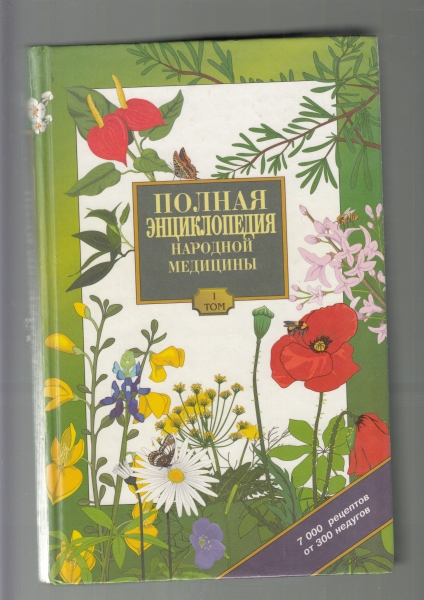 ПОЛНАЯ
ЭНЦИКЛОПЕДИЯ
НАРОДНОЙ
МЕДИЦИНЫ
I
ТОМ
7 000 рецептов
от 300 недугов